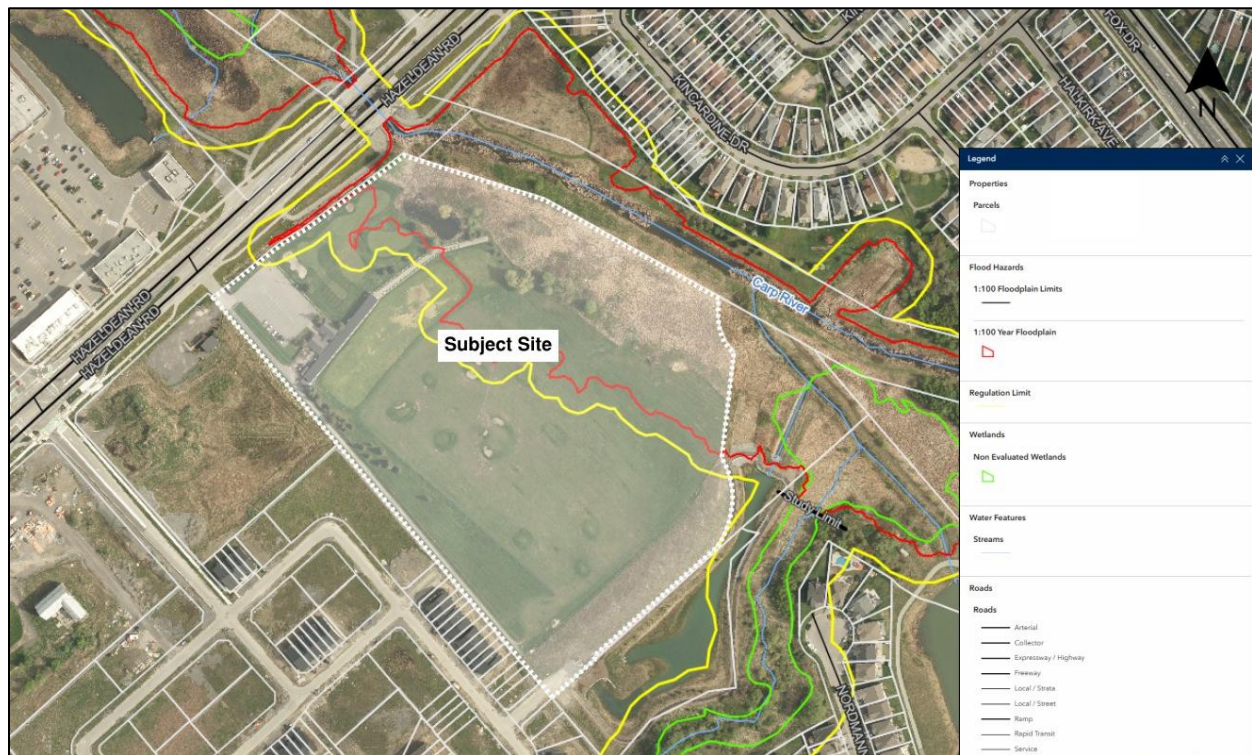 HAZELDEAN RD
HAZELDEAN RD
HAZELDEAN RD
KINCARDINE DR
FOX DR
HALKIRK AVE
N
Carp River
Subject Site
Study Limit
Legend
Properties
Parcels
Flood Hazards
1:100 Floodplain Limits
1:100 Year Floodplain
Regulation Limit
Wetlands
Non Evaluated Wetlands
Water Features
Streams
Roads
Roads
Arterial
Collector
Expressway / Highway
Freeway
Local / Strata
Local / Street
Ramp
Rapid Transit
Service